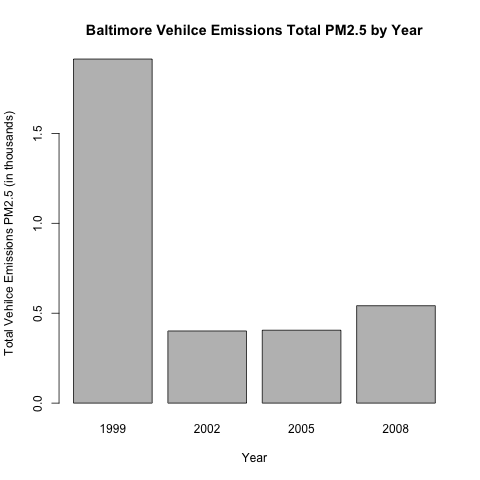 Baltimore Vehilce Emissions Total PM2.5 by Year
Total Vehilce Emissions PM2.5 (in thousands)
1.5
1.0
0.5
0.0
1999 2002 2005 2008
Year